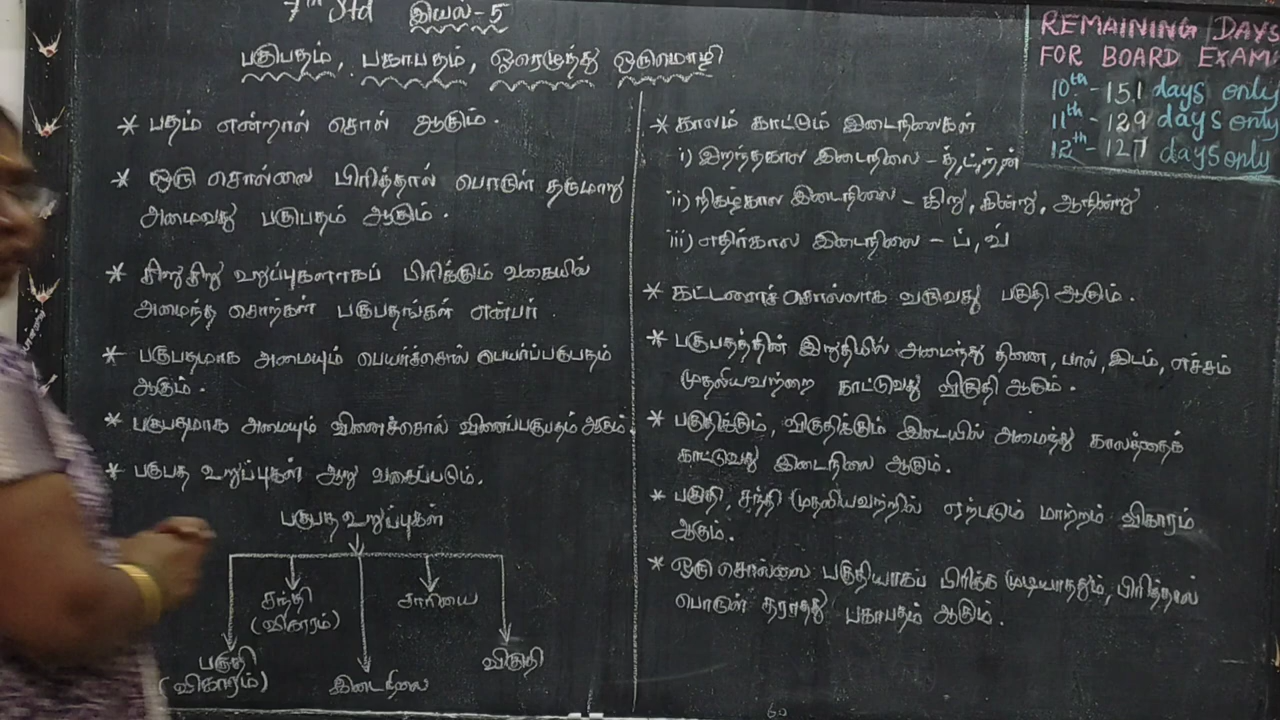 7th Std இயல்-5
பகுபதம், பகாபதம், ஓரெழுத்து ஒருமொழி
* பதம் என்றால் சொல் ஆகும்.
* ஒரு சொல்லை பிரித்தால் பொருள் தருமாறு
அமைவது பகுபதம் ஆகும்.
* சிறுசிறு உறுப்புகளாகப் பிரிக்கும் வகையில்
அமைந்த சொற்கள் பகுபதங்கள் என்பர்
* பகுபதமாக அமையும் பெயர்ச்சொல் பெயர்ப்பகுபதம்
ஆகும்.
* பகுபதமாக அமையும் வினைச்சொல் வினைப்பகுபதம் ஆகும்.
* பகுபத உறுப்புகள் ஆறு வகைப்படும்.
பகுபத உறுப்புகள்
சந்தி
(விகாரம்)
சாரியை
பகுதி
(விகாரம்)
இடைநிலை
விகுதி
* காலம் காட்டும் இடைநிலைகள்
i) இறந்தகால இடைநிலை - த்,ட்,ற்,ன்
ii) நிகழ்கால இடைநிலை - கிறு, கின்று, ஆநின்று
iii) எதிர்கால இடைநிலை - ப், வ்
* கட்டளைச் சொல்லாக வருவது பகுதி ஆகும்.
* பகுபதத்தின் இறுதியில் அமைந்து திணை, பால், இடம், எச்சம்
முதலியவற்றை காட்டுவது விகுதி ஆகும்.
* பகுதிக்கும், விகுதிக்கும் இடையில் அமைந்து காலத்தைக்
காட்டுவது இடைநிலை ஆகும்.
* பகுதி, சந்தி முதலியவற்றில் ஏற்படும் மாற்றம் விகாரம்
ஆகும்.
* ஒரு சொல்லை பகுதியாகப் பிரிக்க முடியாததும், பிரித்தால்
பொருள் தராதது பகாபதம் ஆகும்.
REMAINING DAYS
FOR BOARD EXAM
10th - 151 days only
11th - 129 days only
12th - 127 days only